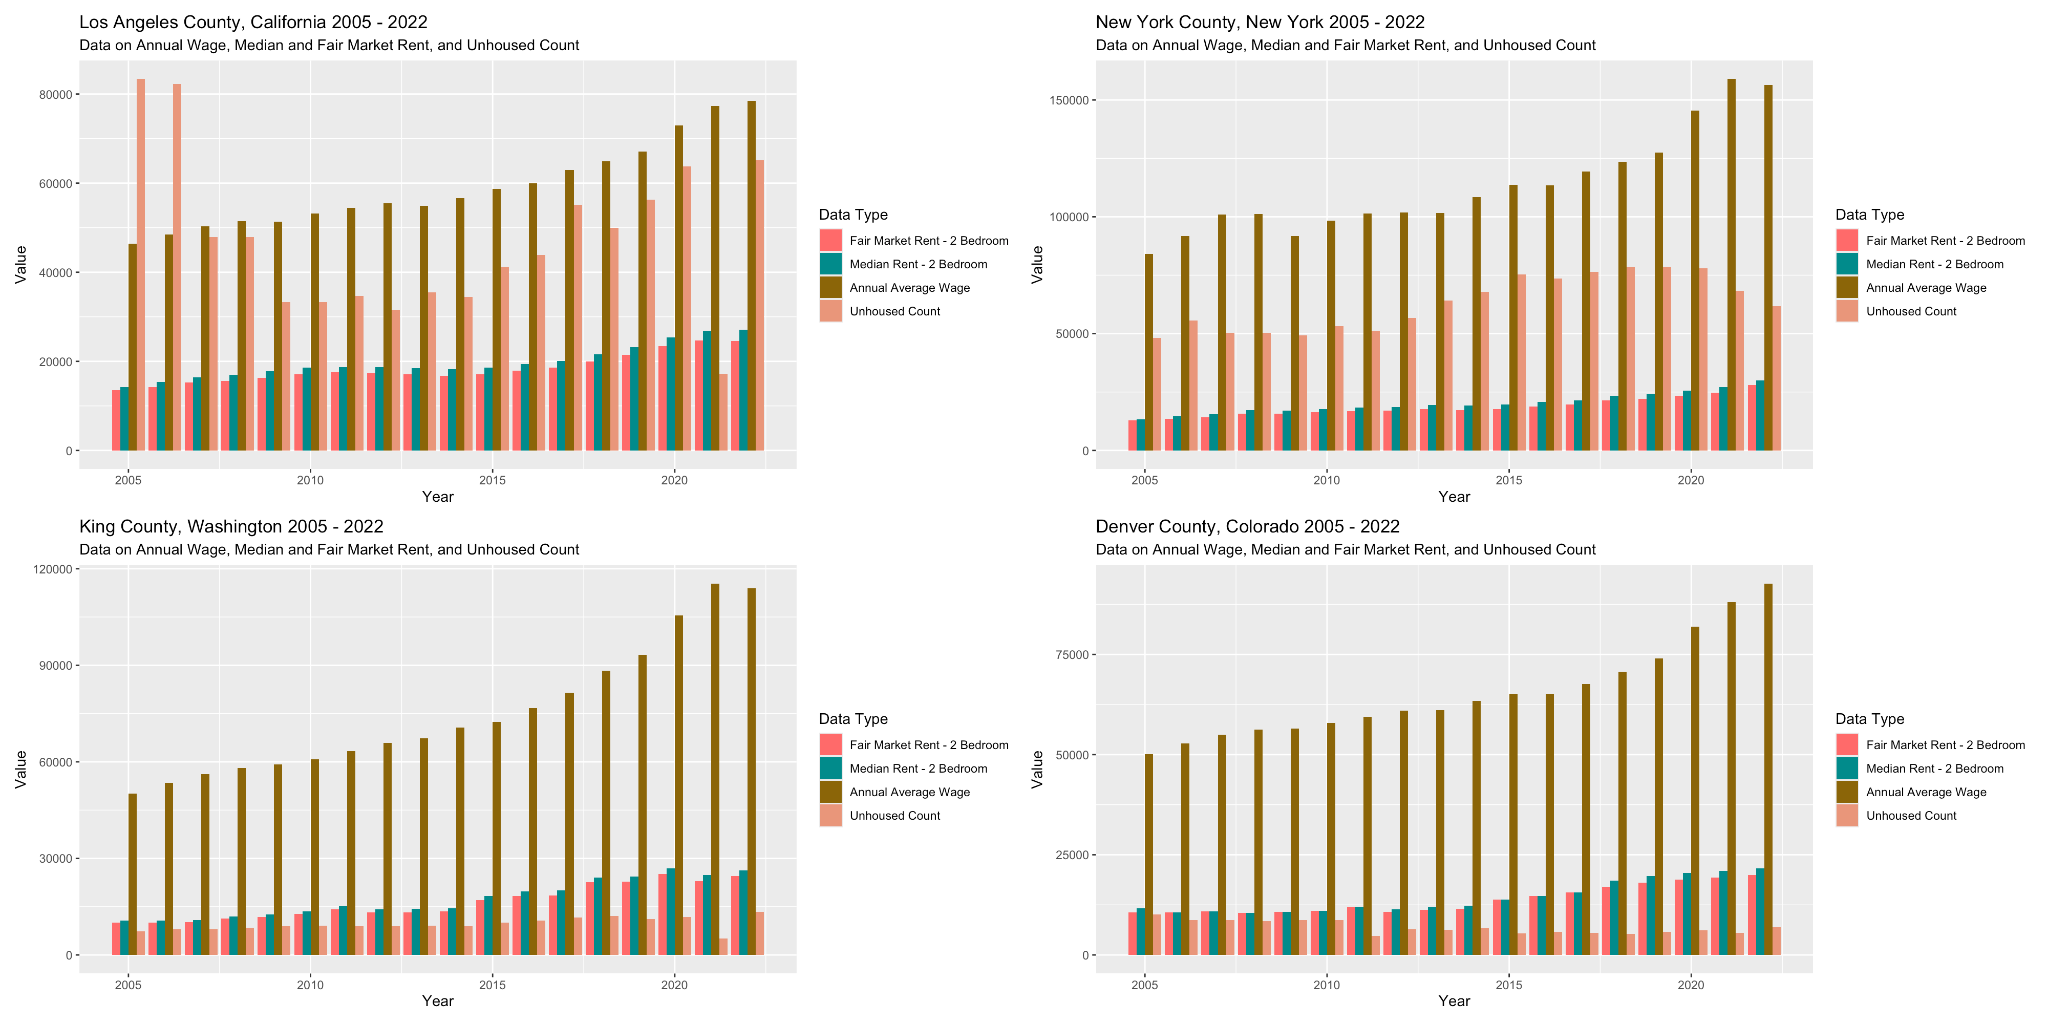 Los Angeles County, California 2005 - 2022
Data on Annual Wage, Median and Fair Market Rent, and Unhoused Count
80000
60000
40000
20000
0
Value
2005
2010
2015
2020
Year
Data Type
Fair Market Rent - 2 Bedroom
Median Rent - 2 Bedroom
Annual Average Wage
Unhoused Count
New York County, New York 2005 - 2022
Data on Annual Wage, Median and Fair Market Rent, and Unhoused Count
150000
100000
50000
0
Value
2005
2010
2015
2020
Year
Data Type
Fair Market Rent - 2 Bedroom
Median Rent - 2 Bedroom
Annual Average Wage
Unhoused Count
King County, Washington 2005 - 2022
Data on Annual Wage, Median and Fair Market Rent, and Unhoused Count
120000
90000
60000
30000
0
Value
2005
2010
2015
2020
Year
Data Type
Fair Market Rent - 2 Bedroom
Median Rent - 2 Bedroom
Annual Average Wage
Unhoused Count
Denver County, Colorado 2005 - 2022
Data on Annual Wage, Median and Fair Market Rent, and Unhoused Count
75000
50000
25000
0
Value
2005
2010
2015
2020
Year
Data Type
Fair Market Rent - 2 Bedroom
Median Rent - 2 Bedroom
Annual Average Wage
Unhoused Count